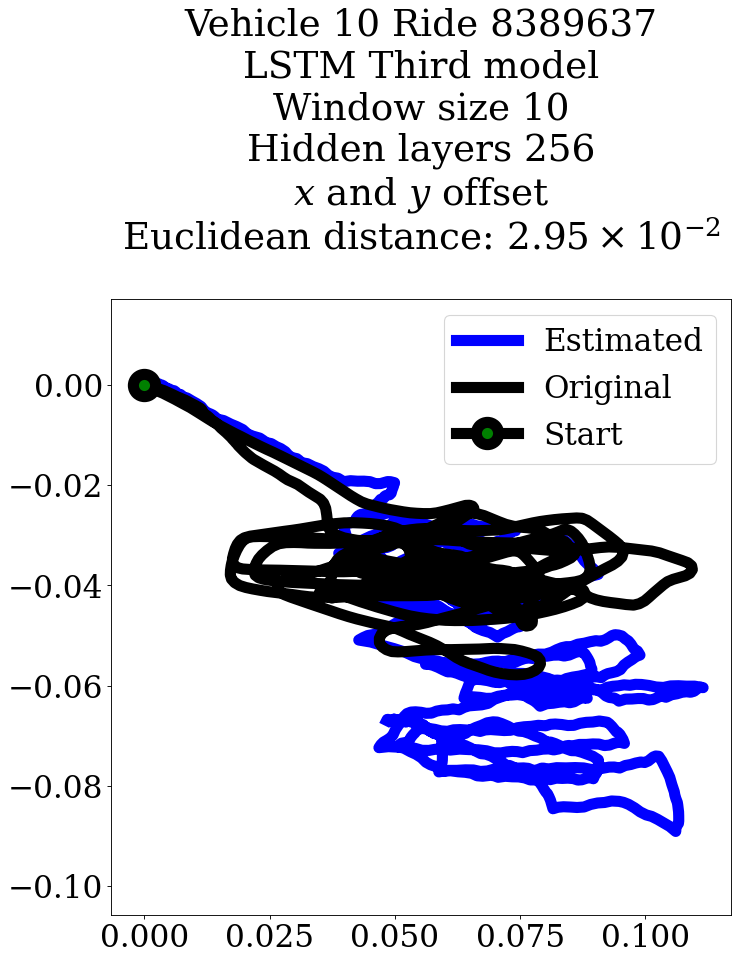 Vehicle 10 Ride 8389637
LSTM Third model
Window size 10
Hidden layers 256
x and y offset
Euclidean distance: 2.95 × 10⁻²
Estimated
Original
Start
0.00
−0.02
−0.04
−0.06
−0.08
−0.10
0.000 0.025 0.050 0.075 0.100